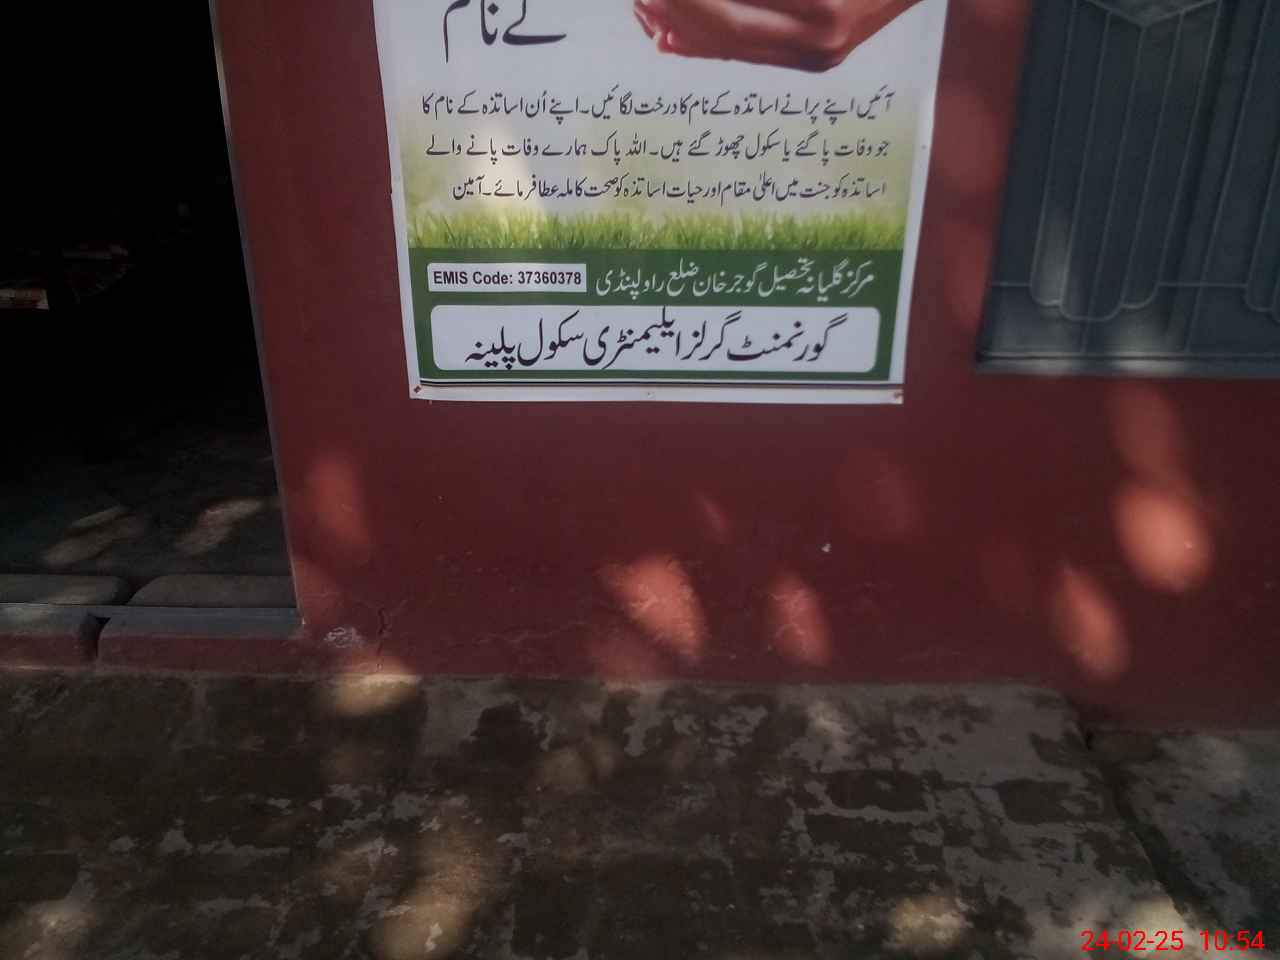 کے نام
آئیں اپنے پرانے اساتذہ کے نام کا درخت لگائیں۔ اپنے اُن اساتذہ کے نام کا
جو وفات پا گئے یا سکول چھوڑ گئے ہیں۔ اللہ پاک ہمارے وفات پانے والے
اساتذہ کو جنت میں اعلیٰ مقام اور حیات اساتذہ کو صحت کاملہ عطا فرمائے۔ آمین
مرکز گلیانہ تحصیل گوجر خان ضلع راولپنڈی EMIS Code: 37360378
گورنمنٹ گرلز ایلیمنٹری سکول پلینہ
24-02-25 10:54